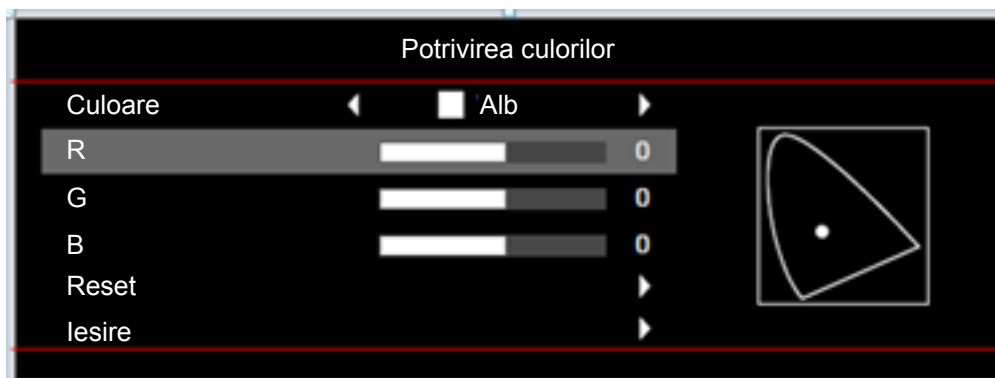 Potrivirea culorilor
Culoare Alb
R 0
G 0
B 0
Reset
Iesire